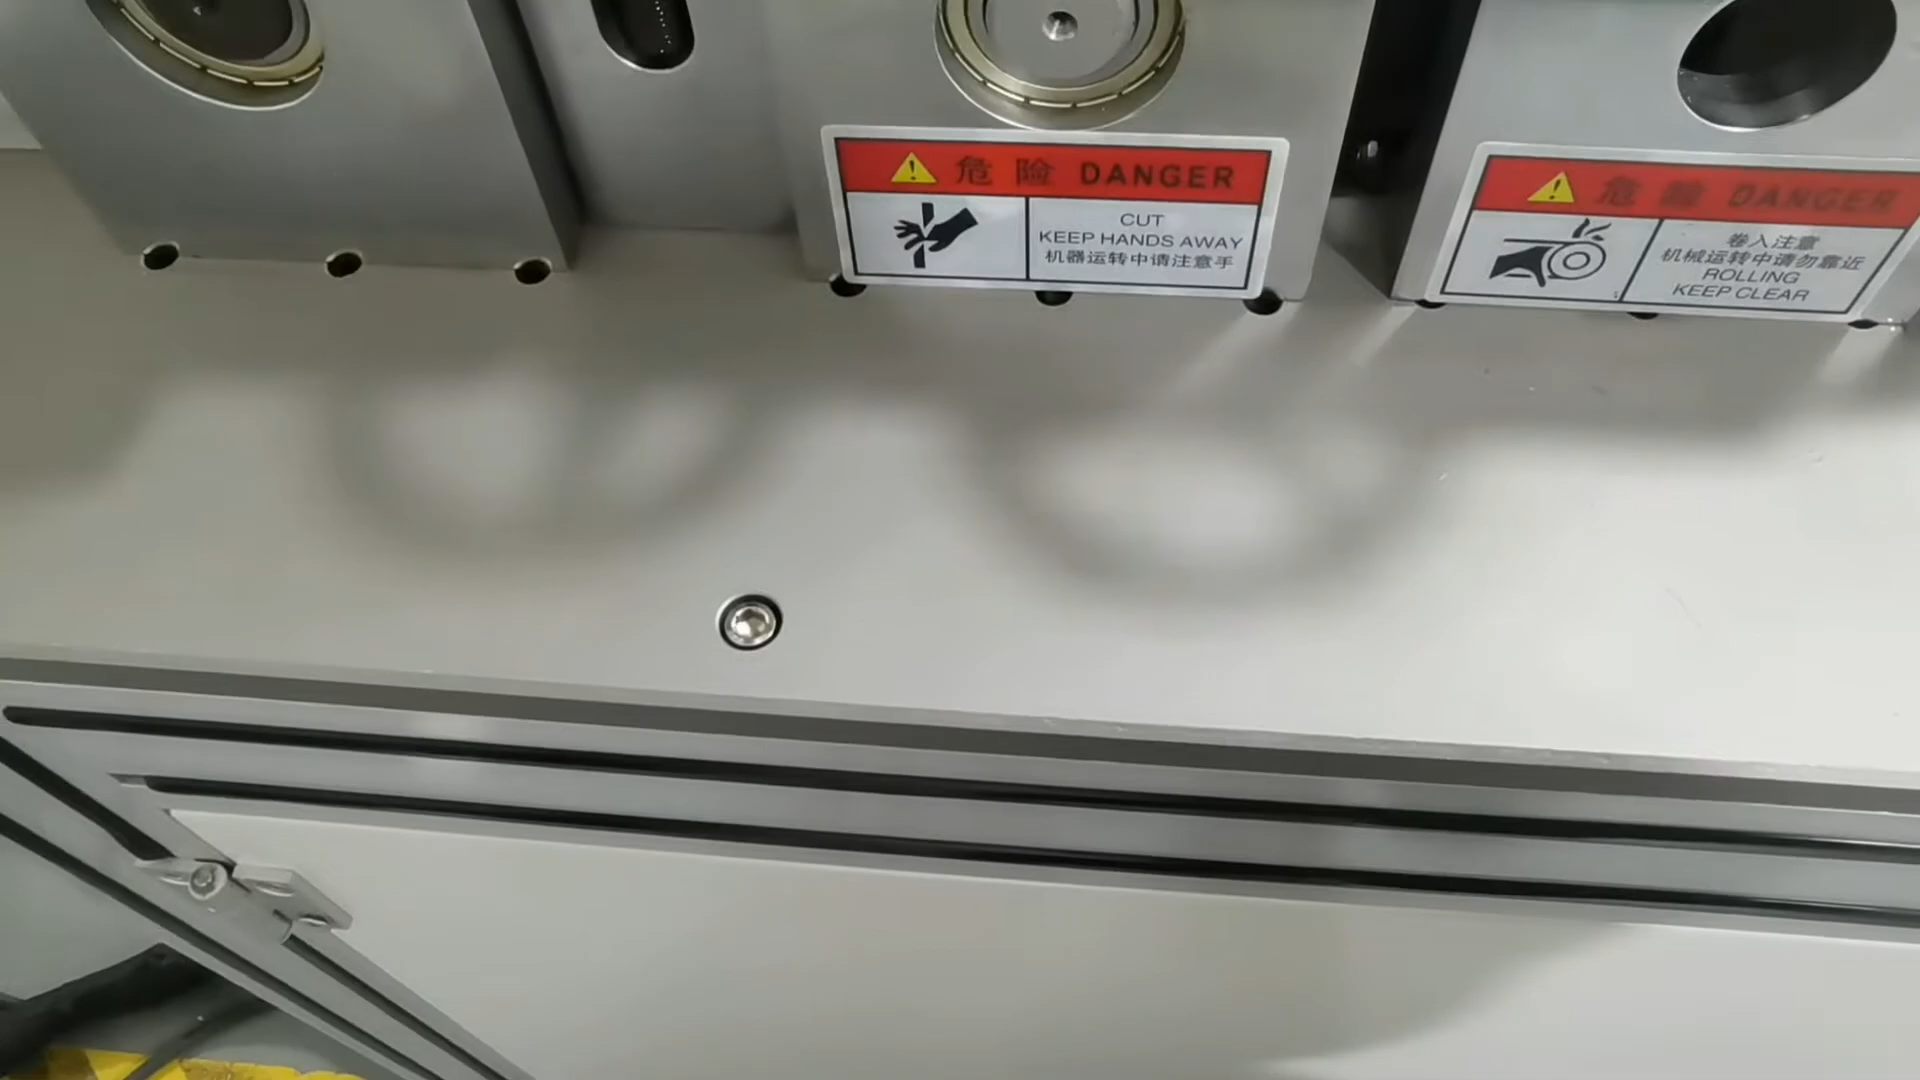 危 险 DANGER
CUT
KEEP HANDS AWAY
机器运转中请注意手
危 险 DANGER
卷入注意
机械运转中请勿靠近
ROLLING
KEEP CLEAR